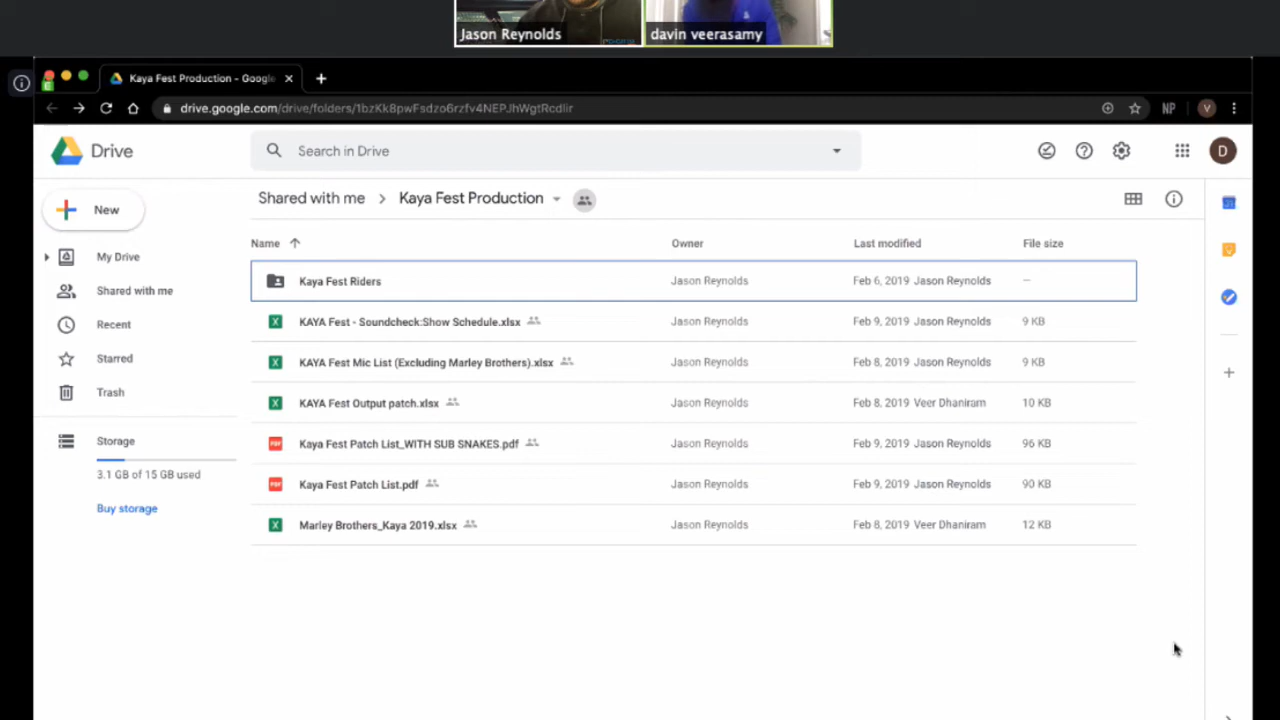 Jason Reynolds
davin veerasamy
Kaya Fest Production - Google
drive.google.com/drive/folders/1bzKk8pwFsdzo6rzfv4NEPJhWgtRcdlir
NP
V
Drive
Search in Drive
D
New
Shared with me > Kaya Fest Production
My Drive
Shared with me
Recent
Starred
Trash
Storage
3.1 GB of 15 GB used
Buy storage
Name Owner Last modified File size
Kaya Fest Riders Jason Reynolds Feb 6, 2019 Jason Reynolds —
KAYA Fest - Soundcheck:Show Schedule.xlsx Jason Reynolds Feb 9, 2019 Jason Reynolds 9 KB
KAYA Fest Mic List (Excluding Marley Brothers).xlsx Jason Reynolds Feb 8, 2019 Jason Reynolds 9 KB
KAYA Fest Output patch.xlsx Jason Reynolds Feb 8, 2019 Veer Dhaniram 10 KB
PDF Kaya Fest Patch List_WITH SUB SNAKES.pdf Jason Reynolds Feb 9, 2019 Jason Reynolds 96 KB
PDF Kaya Fest Patch List.pdf Jason Reynolds Feb 9, 2019 Jason Reynolds 90 KB
Marley Brothers_Kaya 2019.xlsx Jason Reynolds Feb 8, 2019 Veer Dhaniram 12 KB